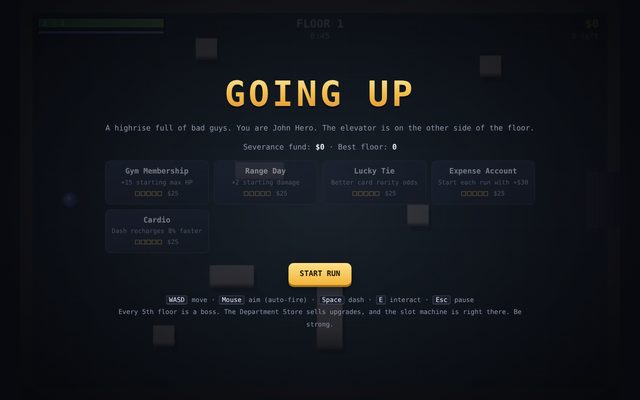 FLOOR 1
$0
0:45
GOING UP
A highrise full of bad guys. You are John Hero. The elevator is on the other side of the floor.
Severance fund: $0 · Best floor: 0
Gym Membership
+15 starting max HP
□□□□□ $25
Range Day
+2 starting damage
□□□□□ $25
Lucky Tie
Better card rarity odds
□□□□□ $25
Expense Account
Start each run with +$30
□□□□□ $25
Cardio
Dash recharges 8% faster
□□□□□ $25
START RUN
WASD move · Mouse aim (auto-fire) · Space dash · E interact · Esc pause
Every 5th floor is a boss. The Department Store sells upgrades, and the slot machine is right there. Be
strong.